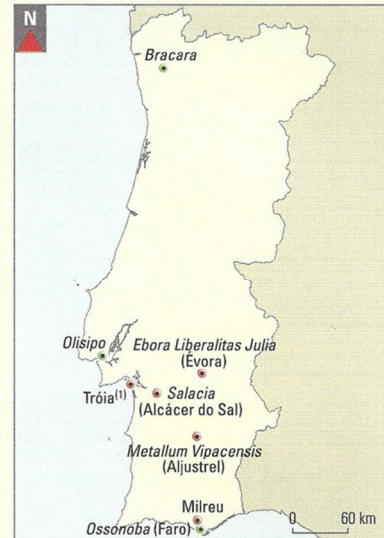 N
Bracara
Olisipo
Ebora Liberalitas Julia
(Évora)
Tróia(1)
Salacia
(Alcácer do Sal)
Metallum Vipacensis
(Aljustrel)
Milreu
Ossonoba (Faro)
0 60 km